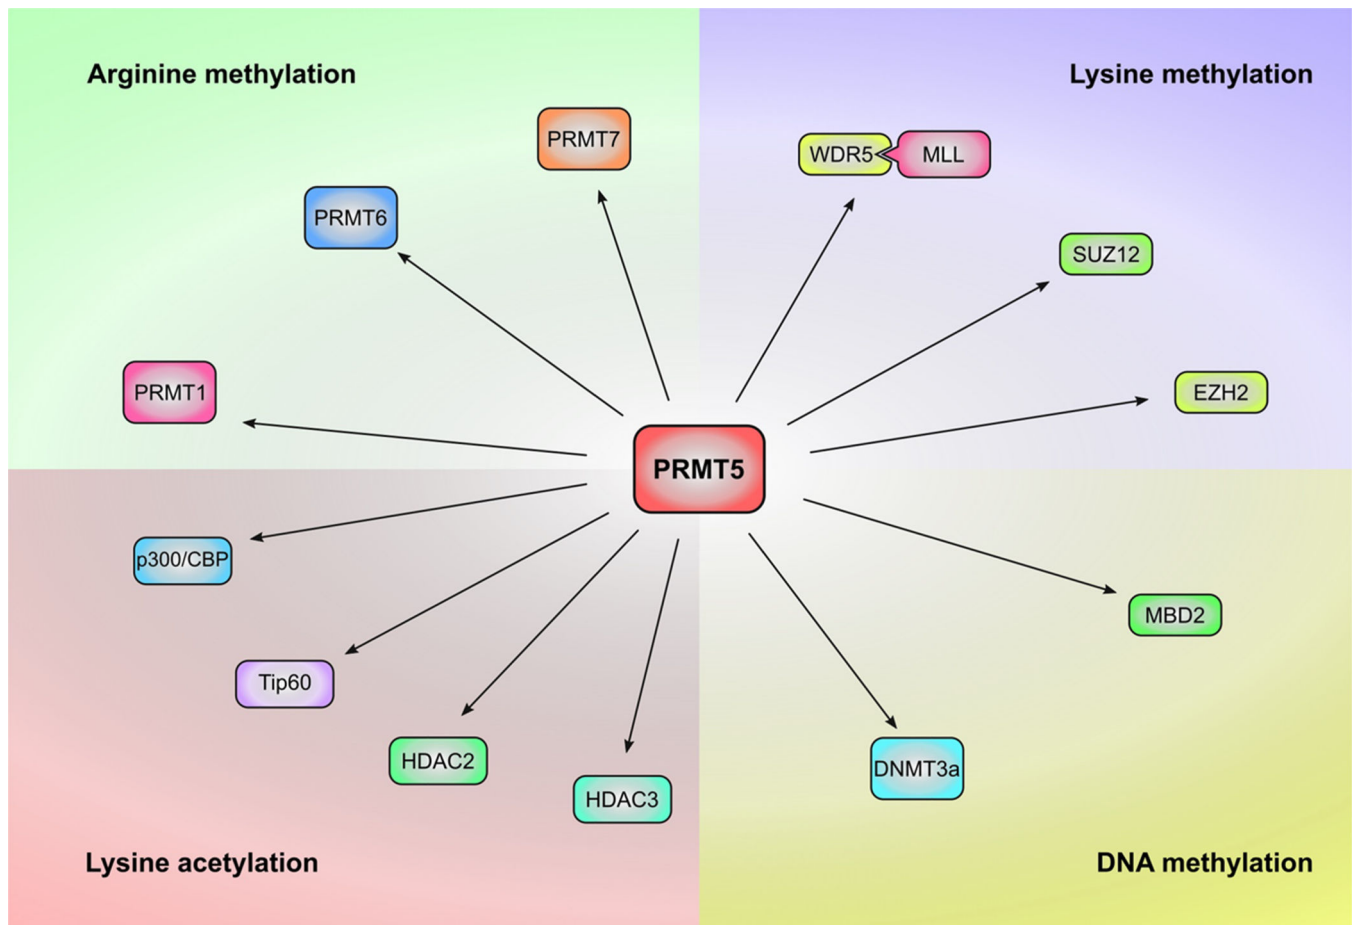 Arginine methylation
Lysine methylation
PRMT7
WDR5
MLL
PRMT6
SUZ12
PRMT1
EZH2
PRMT5
p300/CBP
MBD2
Tip60
HDAC2
DNMT3a
HDAC3
Lysine acetylation
DNA methylation